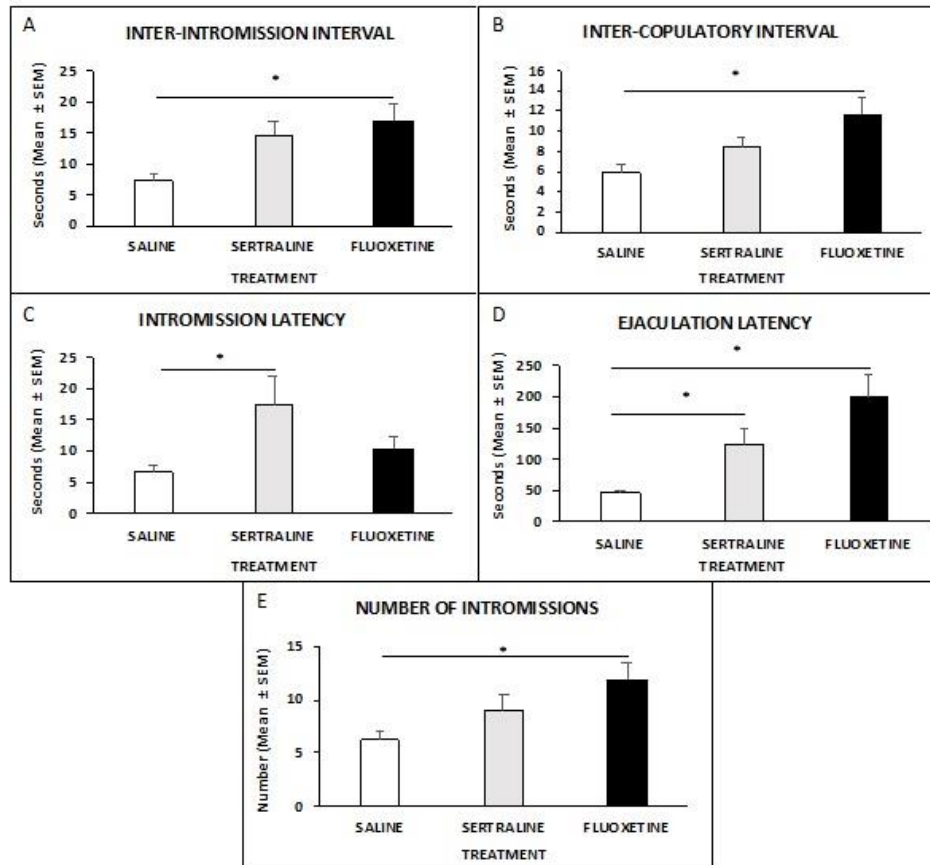 A
INTER-INTROMISSION INTERVAL
Seconds (Mean ± SEM)
25
20
15
10
5
0
*
SALINE SERTRALINE FLUOXETINE
TREATMENT
B
INTER-COPULATORY INTERVAL
Seconds (Mean ± SEM)
16
14
12
10
8
6
4
2
0
*
SALINE SERTRALINE FLUOXETINE
TREATMENT
C
INTROMISSION LATENCY
Seconds (Mean ± SEM)
25
20
15
10
5
0
*
SALINE SERTRALINE FLUOXETINE
TREATMENT
D
EJACULATION LATENCY
Seconds (Mean ± SEM)
250
200
150
100
50
0
*
*
SALINE SERTRALINE FLUOXETINE
TREATMENT
E
NUMBER OF INTROMISSIONS
Number (Mean ± SEM)
15
10
5
0
*
SALINE SERTRALINE FLUOXETINE
TREATMENT